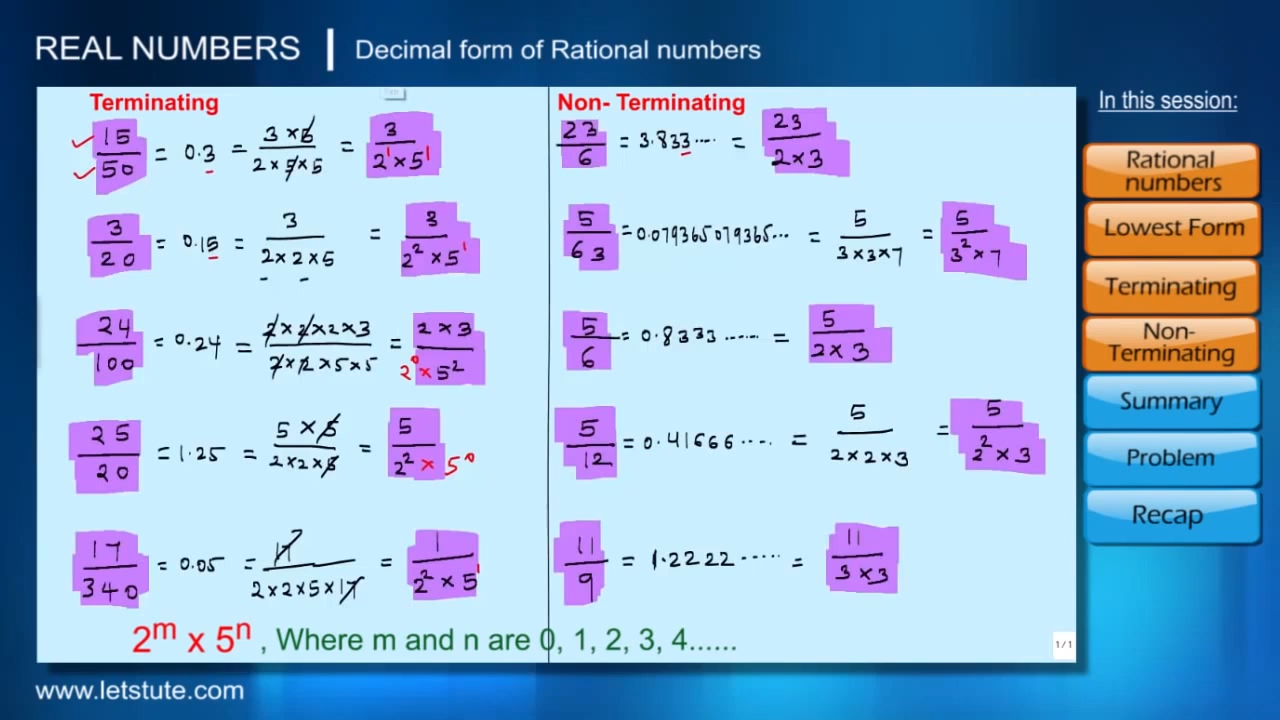 REAL NUMBERS | Decimal form of Rational numbers
Terminating
15/50 = 0.3 = 3 × 5/2 × 5 × 5 = 3/2¹ × 5¹
3/20 = 0.15 = 3/2 × 2 × 5 = 3/2² × 5¹
24/100 = 0.24 = 2 × 2 × 2 × 3/2 × 2 × 5 × 5 = 2 × 3/2⁰ × 5²
25/20 = 1.25 = 5 × 5/2 × 2 × 5 = 5/2² × 5⁰
17/340 = 0.05 = 17/2 × 2 × 5 × 17 = 1/2² × 5¹
Non- Terminating
23/6 = 3.833.... = 23/2 × 3
5/63 = 0.079365079365... = 5/3 × 3 × 7 = 5/3² × 7
5/6 = 0.8333...... = 5/2 × 3
5/12 = 0.41666.... = 5/2 × 2 × 3 = 5/2² × 3
11/9 = 1.2222..... = 11/3 × 3
2ᵐ x 5ⁿ , Where m and n are 0, 1, 2, 3, 4......
1/1
In this session:
Rational
numbers
Lowest Form
Terminating
Non-
Terminating
Summary
Problem
Recap
www.letstute.com